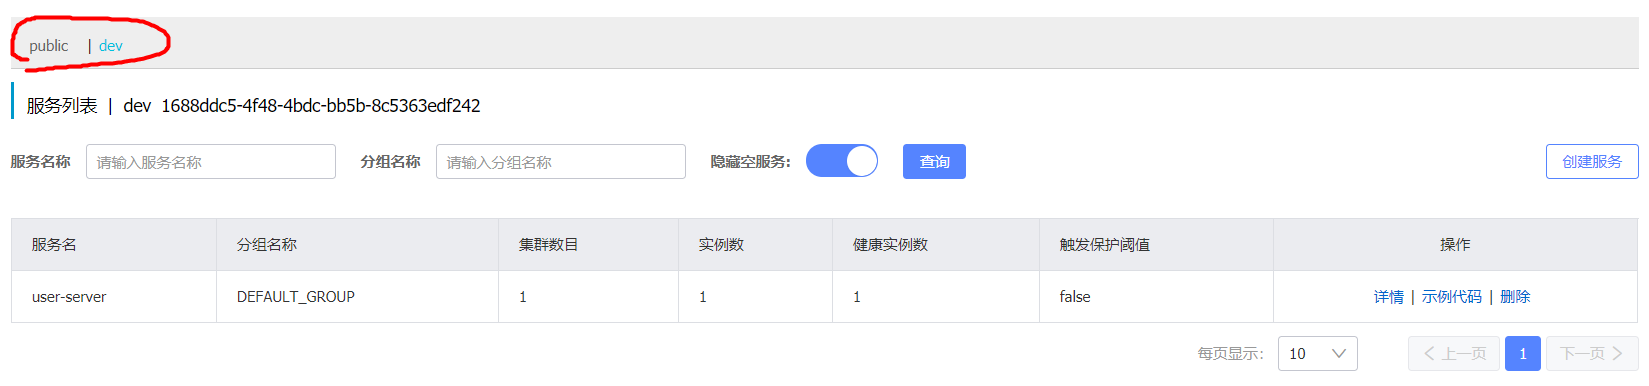 public | dev
服务列表 | dev 1688ddc5-4f48-4bdc-bb5b-8c5363edf242
服务名称 请输入服务名称 分组名称 请输入分组名称 隐藏空服务: 查询 创建服务
服务名 分组名称 集群数目 实例数 健康实例数 触发保护阈值 操作
user-server DEFAULT_GROUP 1 1 1 false 详情 | 示例代码 | 删除
每页显示: 10 上一页 1 下一页